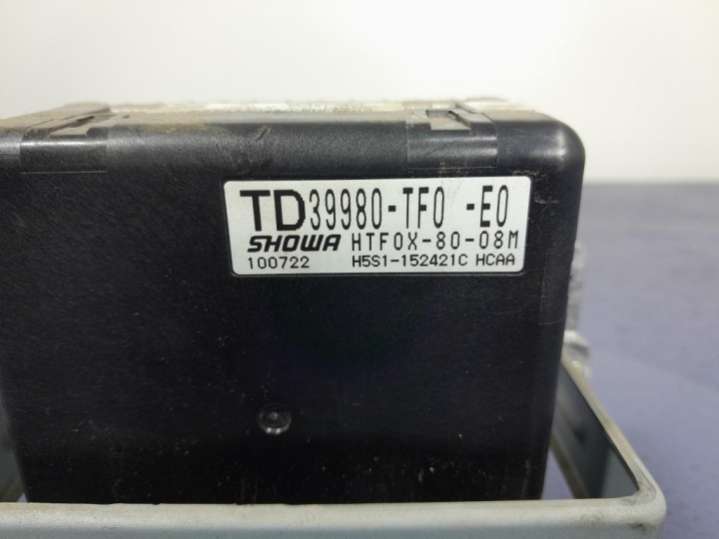 TD39980-TF0 -E0
SHOWA HTF0X-80-08M
100722 H5S1-152421C HCAA